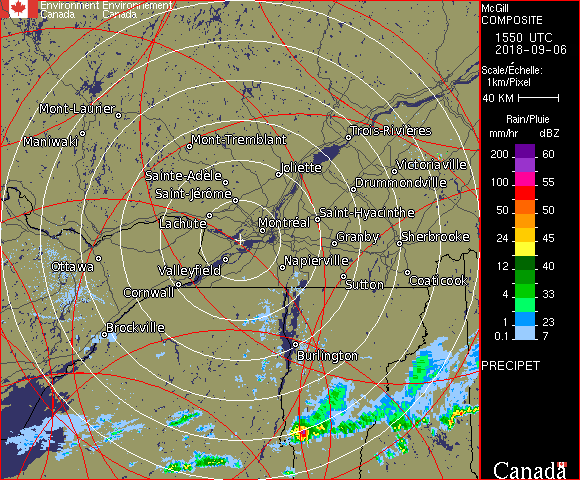 Environment Environnement
Canada Canada
McGill
COMPOSITE
1550 UTC
2018-09-06
Scale/Échelle:
1km/Pixel
40 KM
Rain/Pluie
mm/hr dBZ
200 60
100 55
50 50
24 45
12 40
4 33
1 23
0.1 7
PRECIPET
Canada
Mont-Laurier
Maniwaki
Mont-Tremblant
Trois-Rivières
Joliette
Victoriaville
Sainte-Adèle
Drummondville
Saint-Jérôme
Lachute
Saint-Hyacinthe
Montréal
Granby
Sherbrooke
Ottawa
Valleyfield
Napierville
Cornwall
Sutton
Coaticook
Brockville
Burlington